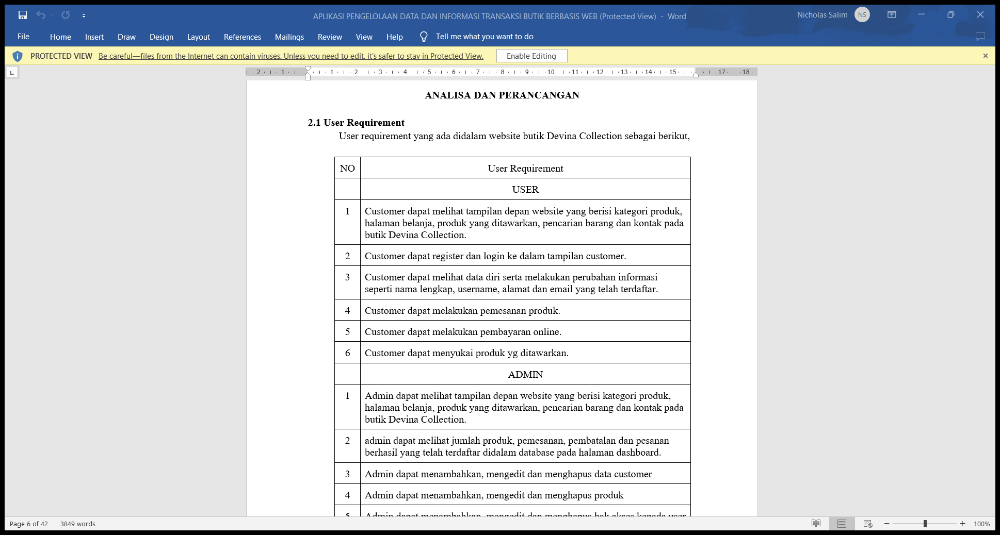 APLIKASI PENGELOLAAN DATA DAN INFORMASI TRANSAKSI BUTIK BERBASIS WEB (Protected View) - Word
Nicholas Salim NS
File Home Insert Draw Design Layout References Mailings Review View Help Tell me what you want to do
PROTECTED VIEW Be careful—files from the Internet can contain viruses. Unless you need to edit, it's safer to stay in Protected View. Enable Editing
2 1 1 2 3 4 5 6 7 8 9 10 11 12 13 14 15 17 18
ANALISA DAN PERANCANGAN
2.1 User Requirement
User requirement yang ada didalam website butik Devina Collection sebagai berikut,
NO User Requirement
USER
1 Customer dapat melihat tampilan depan website yang berisi kategori produk,
halaman belanja, produk yang ditawarkan, pencarian barang dan kontak pada
butik Devina Collection.
2 Customer dapat register dan login ke dalam tampilan customer.
3 Customer dapat melihat data diri serta melakukan perubahan informasi
seperti nama lengkap, username, alamat dan email yang telah terdaftar.
4 Customer dapat melakukan pemesanan produk.
5 Customer dapat melakukan pembayaran online.
6 Customer dapat menyukai produk yg ditawarkan.
ADMIN
1 Admin dapat melihat tampilan depan website yang berisi kategori produk,
halaman belanja, produk yang ditawarkan, pencarian barang dan kontak pada
butik Devina Collection.
2 admin dapat melihat jumlah produk, pemesanan, pembatalan dan pesanan
berhasil yang telah terdaftar didalam database pada halaman dashboard.
3 Admin dapat menambahkan, mengedit dan menghapus data customer
4 Admin dapat menambahkan, mengedit dan menghapus produk
5 Admin dapat menambahkan, mengedit dan menghapus hak akses kepada user
Page 6 of 42 3849 words 100%